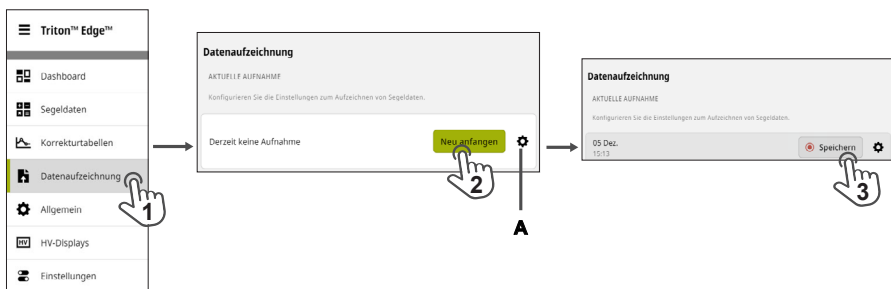 Triton™ Edge™
Dashboard
Segeldaten
Korrekturtabellen
Datenaufzeichnung
1
Allgemein
HV
HV-Displays
Einstellungen
Datenaufzeichnung
AKTUELLE AUFNAHME
Konfigurieren Sie die Einstellungen zum Aufzeichnen von Segeldaten.
Derzeit keine Aufnahme
Neu anfangen
2
A
Datenaufzeichnung
AKTUELLE AUFNAHME
Konfigurieren Sie die Einstellungen zum Aufzeichnen von Segeldaten.
05 Dez.
15:13
Speichern
3